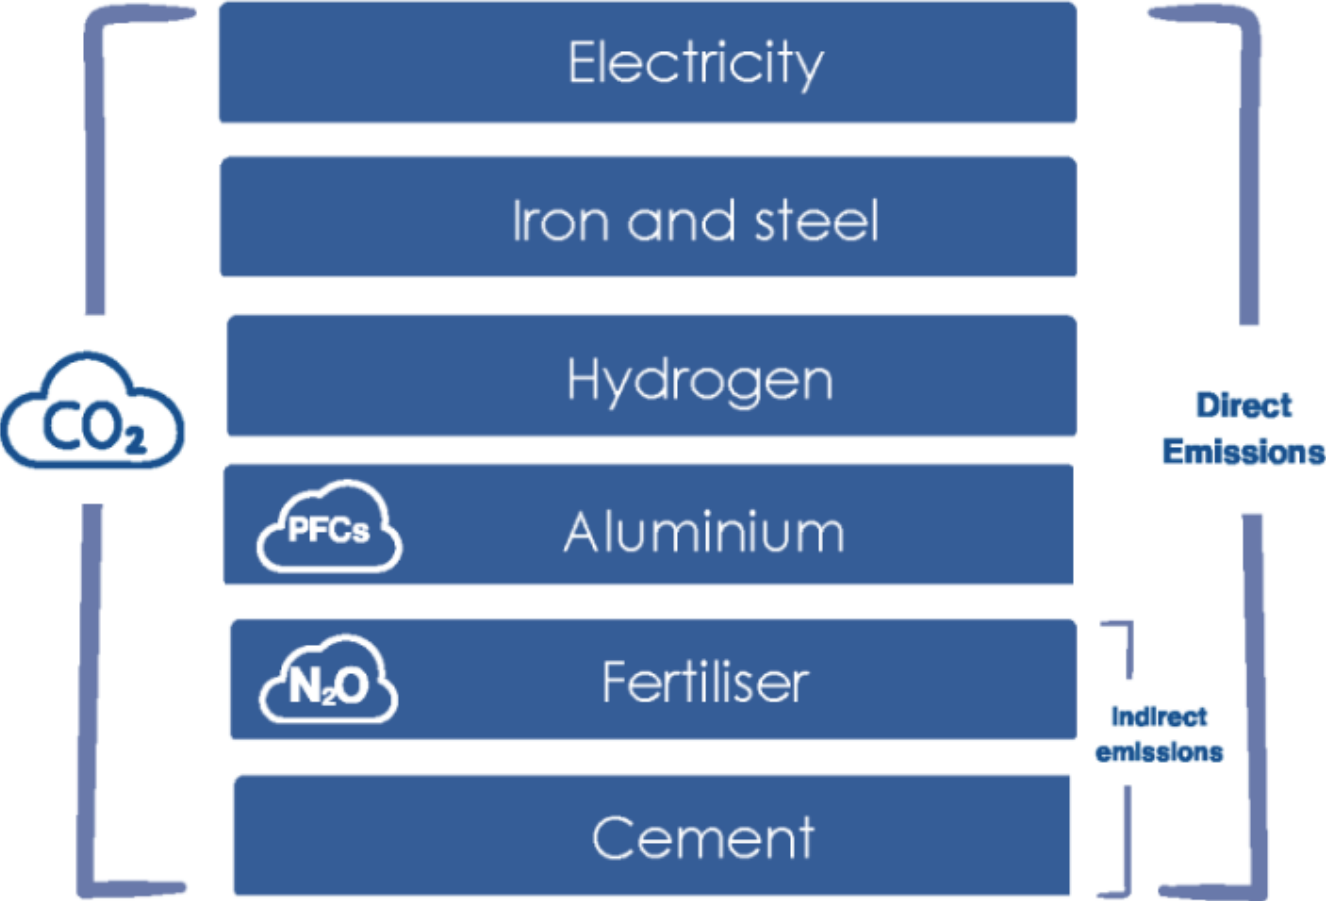 Electricity
Iron and steel
Hydrogen
CO₂
Direct
Emissions
PFCs
Aluminium
N₂O
Fertiliser
Indirect
emissions
Cement